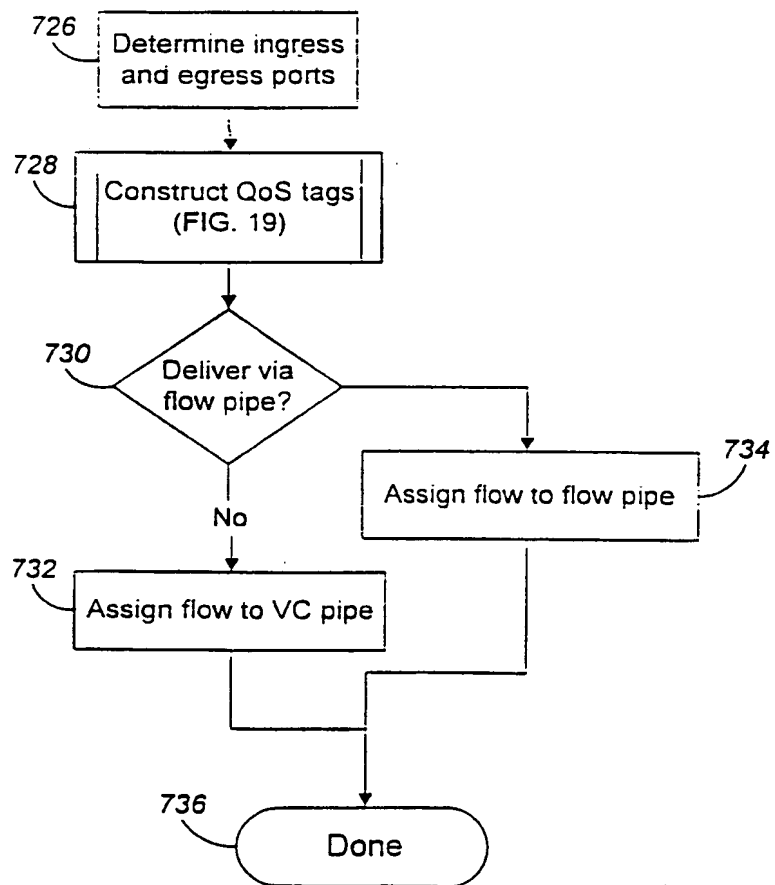 726
Determine ingress
and egress ports
728
Construct QoS tags
(FIG. 19)
730
Deliver via
flow pipe?
734
Assign flow to flow pipe
No
732
Assign flow to VC pipe
736
Done